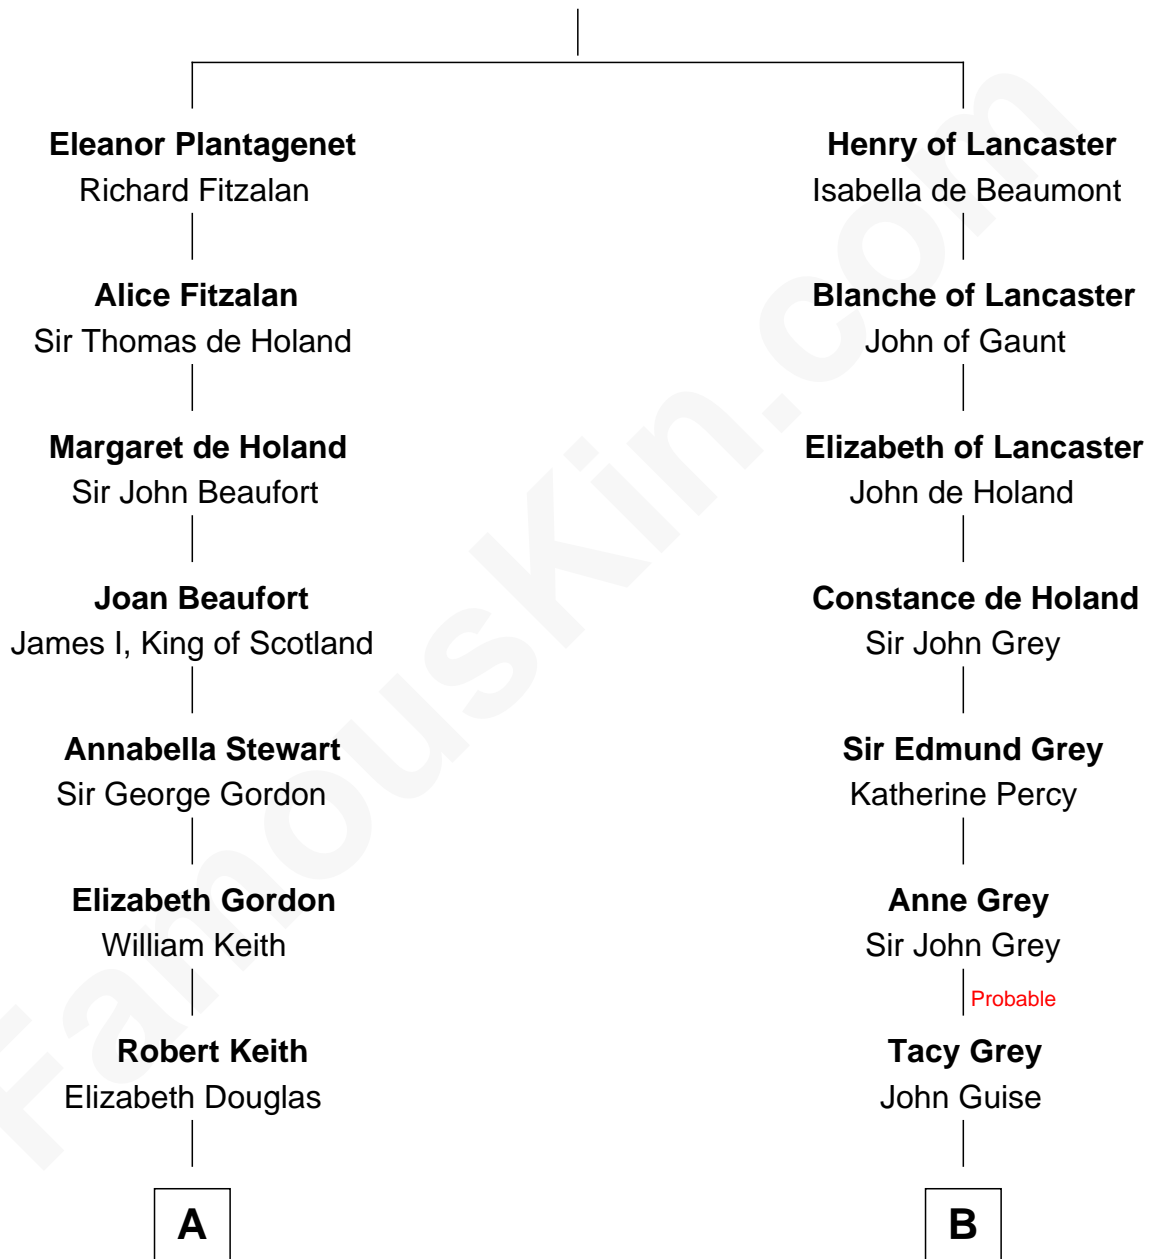 Eleanor Plantagenet
Richard Fitzalan
Alice Fitzalan
Sir Thomas de Holand
Margaret de Holand
Sir John Beaufort
Joan Beaufort
James I, King of Scotland
Annabella Stewart
Sir George Gordon
Elizabeth Gordon
William Keith
Robert Keith
Elizabeth Douglas
A
Henry of Lancaster
Isabella de Beaumont
Blanche of Lancaster
John of Gaunt
Elizabeth of Lancaster
John de Holand
Constance de Holand
Sir John Grey
Sir Edmund Grey
Katherine Percy
Anne Grey
Sir John Grey
Probable
Tacy Grey
John Guise
B
FamousKin.com